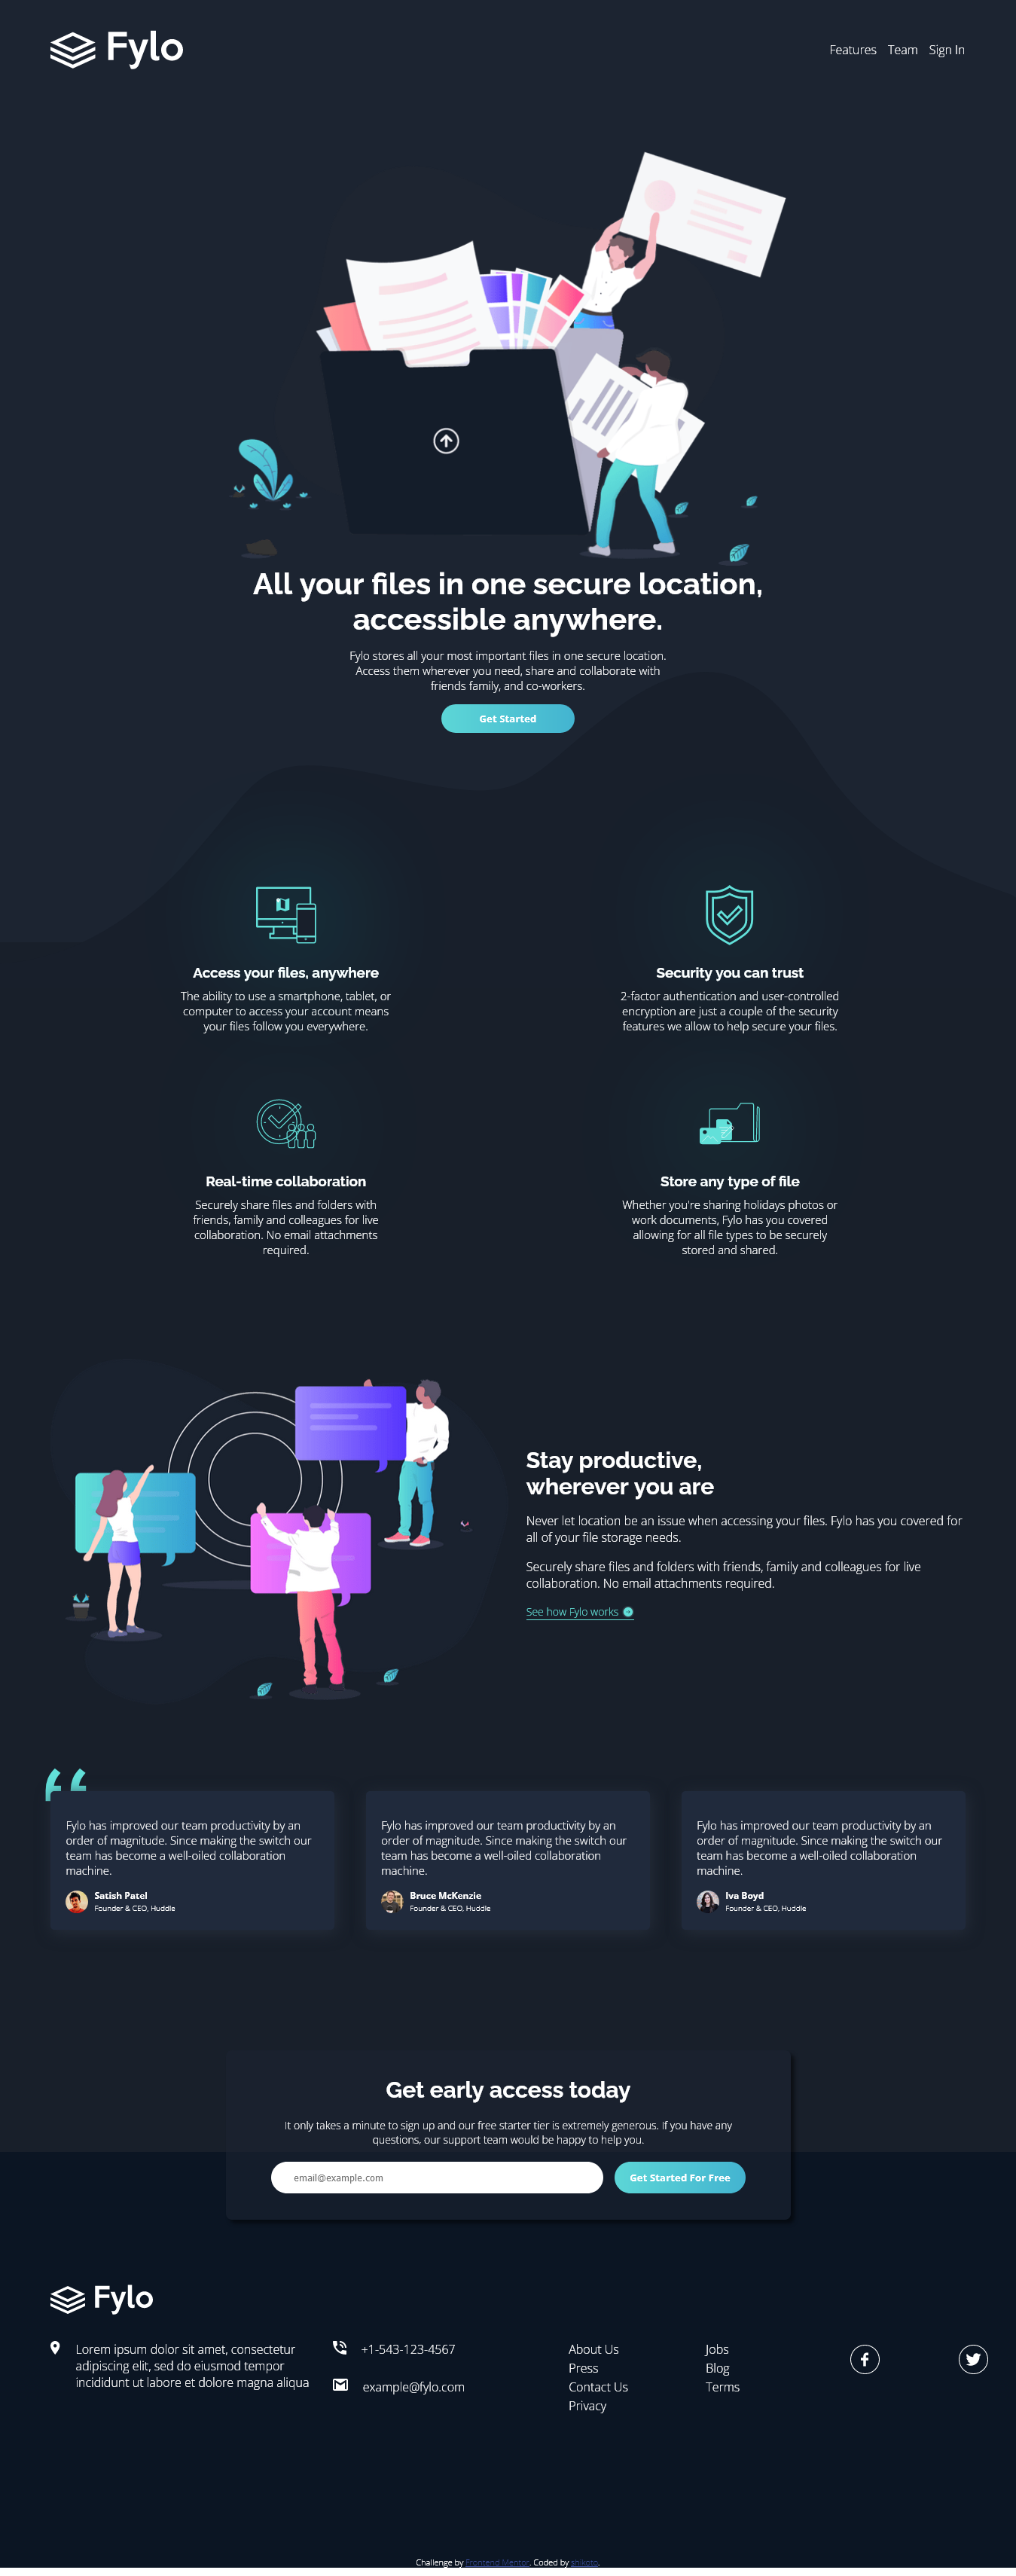 Fylo
Features Team Sign In
All your files in one secure location,
accessible anywhere.
Fylo stores all your most important files in one secure location.
Access them wherever you need, share and collaborate with
friends family, and co-workers.
Get Started
Access your files, anywhere
The ability to use a smartphone, tablet, or
computer to access your account means
your files follow you everywhere.
Security you can trust
2-factor authentication and user-controlled
encryption are just a couple of the security
features we allow to help secure your files.
Real-time collaboration
Securely share files and folders with
friends, family and colleagues for live
collaboration. No email attachments
required.
Store any type of file
Whether you're sharing holidays photos or
work documents, Fylo has you covered
allowing for all file types to be securely
stored and shared.
Stay productive,
wherever you are
Never let location be an issue when accessing your files. Fylo has you covered for
all of your file storage needs.
Securely share files and folders with friends, family and colleagues for live
collaboration. No email attachments required.
See how Fylo works
Fylo has improved our team productivity by an
order of magnitude. Since making the switch our
team has become a well-oiled collaboration
machine.
Satish Patel
Founder & CEO, Huddle
Fylo has improved our team productivity by an
order of magnitude. Since making the switch our
team has become a well-oiled collaboration
machine.
Bruce McKenzie
Founder & CEO, Huddle
Fylo has improved our team productivity by an
order of magnitude. Since making the switch our
team has become a well-oiled collaboration
machine.
Iva Boyd
Founder & CEO, Huddle
Get early access today
It only takes a minute to sign up and our free starter tier is extremely generous. If you have any
questions, our support team would be happy to help you.
email@example.com
Get Started For Free
Fylo
Lorem ipsum dolor sit amet, consectetur
adipiscing elit, sed do eiusmod tempor
incididunt ut labore et dolore magna aliqua
+1-543-123-4567
example@fylo.com
About Us
Press
Contact Us
Privacy
Jobs
Blog
Terms
Challenge by Frontend Mentor. Coded by